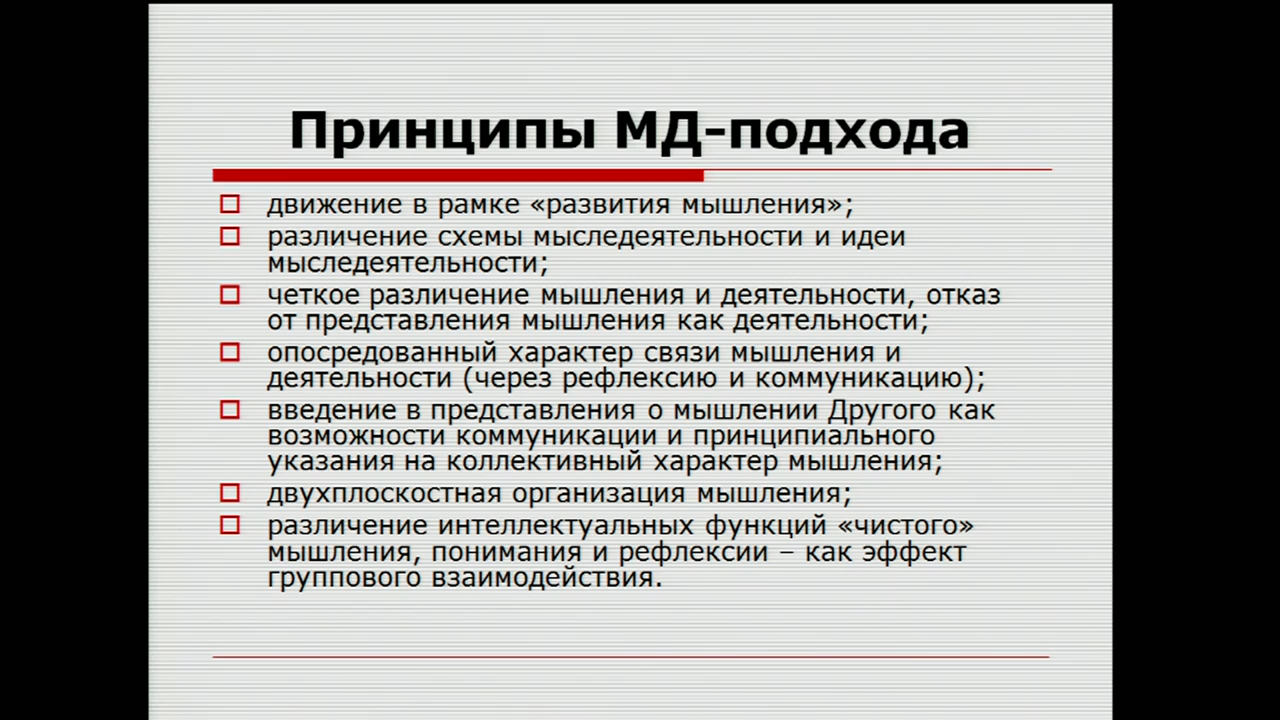 Принципы МД-подхода
движение в рамке «развития мышления»;
различение схемы мыследеятельности и идеи
мыследеятельности;
четкое различение мышления и деятельности, отказ
от представления мышления как деятельности;
опосредованный характер связи мышления и
деятельности (через рефлексию и коммуникацию);
введение в представления о мышлении Другого как
возможности коммуникации и принципиального
указания на коллективный характер мышления;
двухплоскостная организация мышления;
различение интеллектуальных функций «чистого»
мышления, понимания и рефлексии – как эффект
группового взаимодействия.